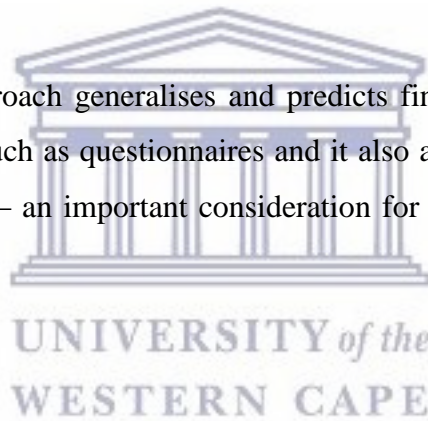 roach generalises and predicts fin
uch as questionnaires and it also a
– an important consideration for
UNIVERSITY of the
WESTERN CAPE